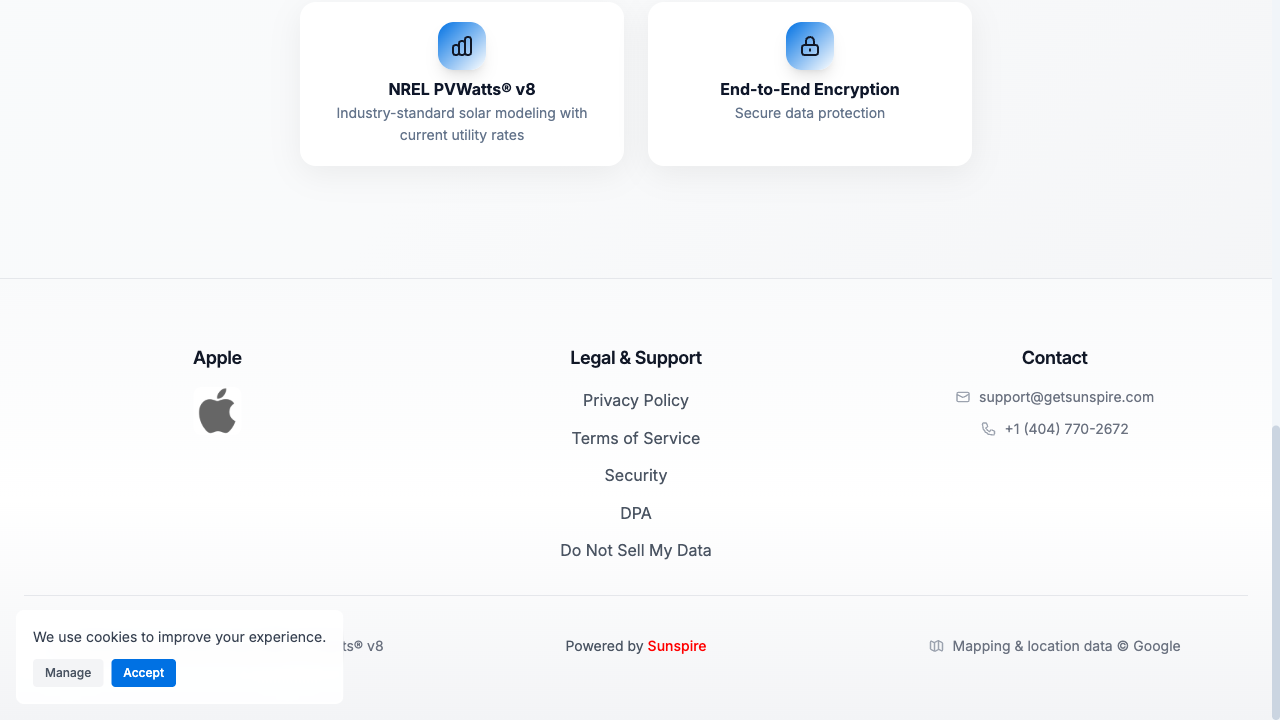 NREL PVWatts® v8
Industry-standard solar modeling with
current utility rates
End-to-End Encryption
Secure data protection
Apple
Legal & Support
Privacy Policy
Terms of Service
Security
DPA
Do Not Sell My Data
Contact
support@getsunspire.com
+1 (404) 770-2672
We use cookies to improve your experience.
Manage
Accept
ts® v8
Powered by Sunspire
Mapping & location data © Google